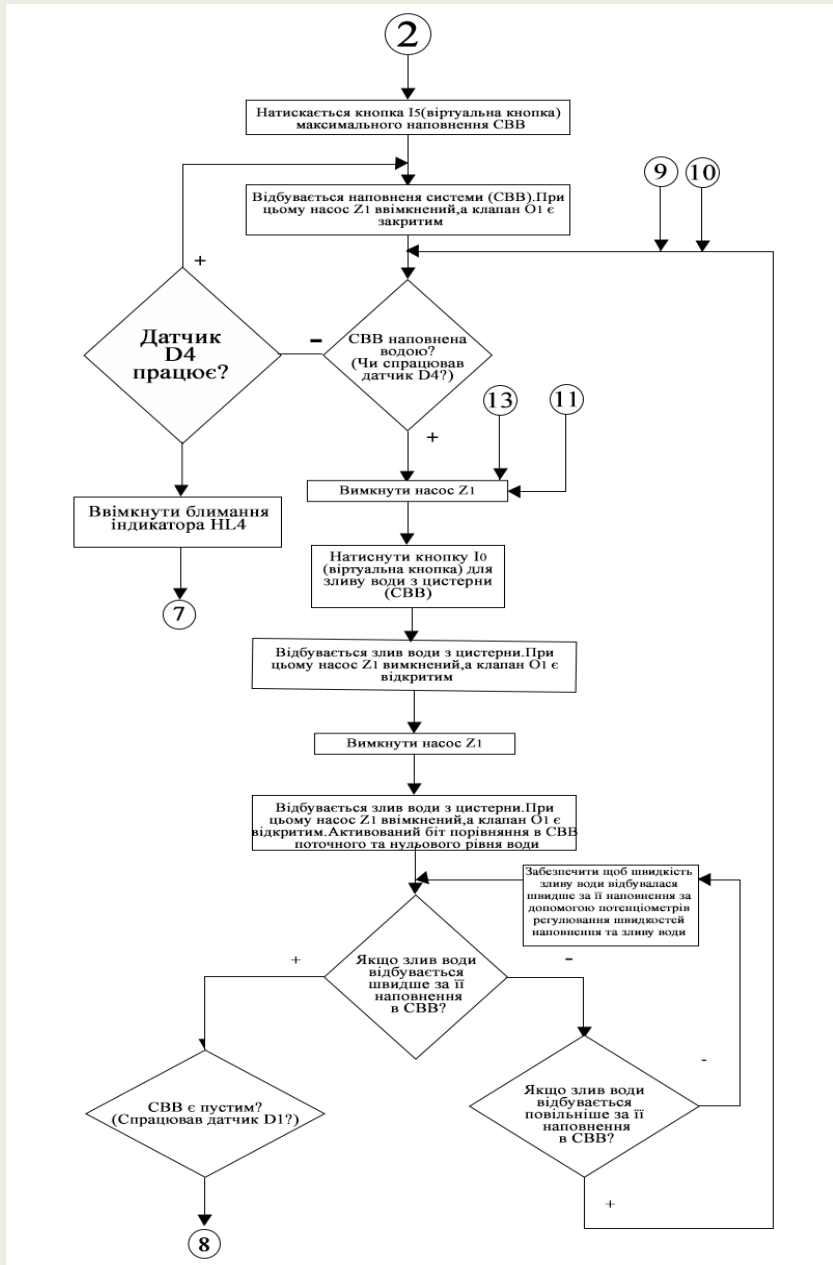 2
Натискається кнопка I5(віртуальна кнопка)
максимального наповнення СВВ
9
10
Відбувається наповненя системи (СВВ).При
цьому насос Z1 ввімкнений,а клапан O1 є
закритим
+
Датчик
D4
працює?
–
СВВ наповнена
водою?
(Чи спрацював
датчик D4?)
13
11
+
Вимкнути насос Z1
Ввімкнути блимання
індикатора HL4
7
Натиснути кнопку I0
(віртуальна кнопка) для
зливу води з цистерни
(СВВ)
Відбувається злив води з цистерни.При
цьому насос Z1 вимкнений,а клапан O1 є
відкритим
Вимкнути насос Z1
Відбувається злив води з цистерни.При
цьому насос Z1 ввімкнений,а клапан O1 є
відкритим.Активований біт порівняння в СВВ
поточного та нульового рівня води
Забезпечити щоб швидкість
зливу води відбувалася
швидше за її наповнення за
допомогою потенціометрів
регулювання швидкостей
наповнення та зливу води
+
Якщо злив води
відбувається
швидше за її
наповнення
в СВВ?
–
-
СВВ є пустим?
(Спрацював датчик D1?)
Якщо злив води
відбувається
повільніше за її
наповнення
в СВВ?
+
8